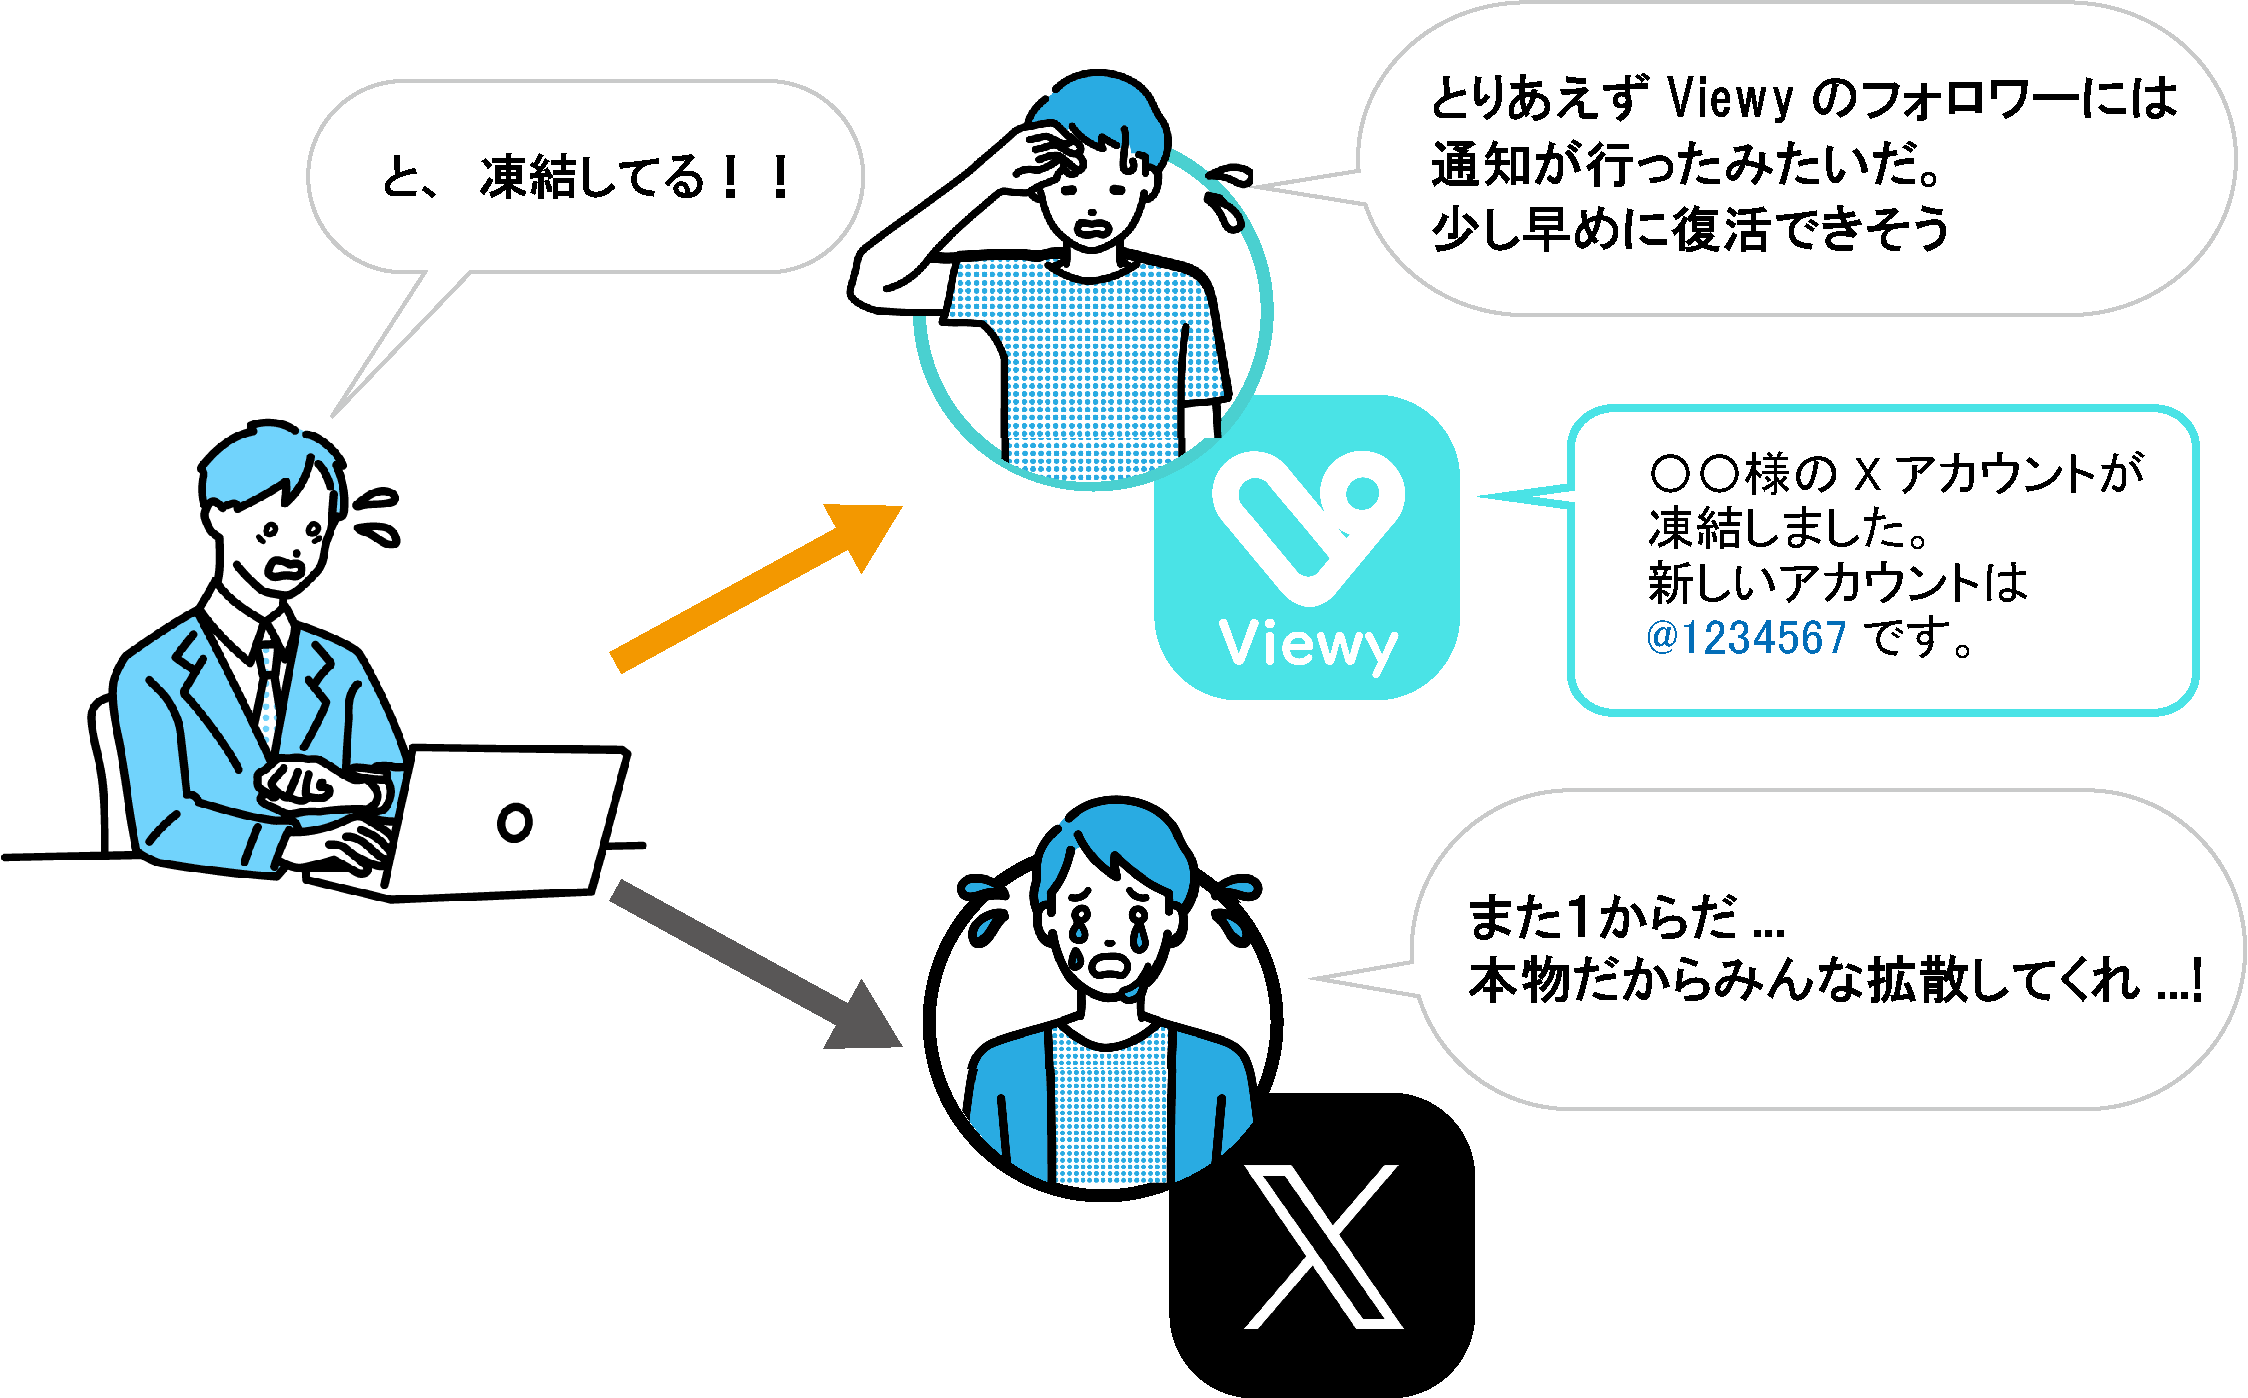 と、 凍結してる！！
とりあえず Viewy のフォロワーには
通知が行ったみたいだ。
少し早めに復活できそう
Viewy
〇〇様の X アカウントが
凍結しました。
新しいアカウントは
@1234567 です。
また１からだ ...
本物だからみんな拡散してくれ ...!
X